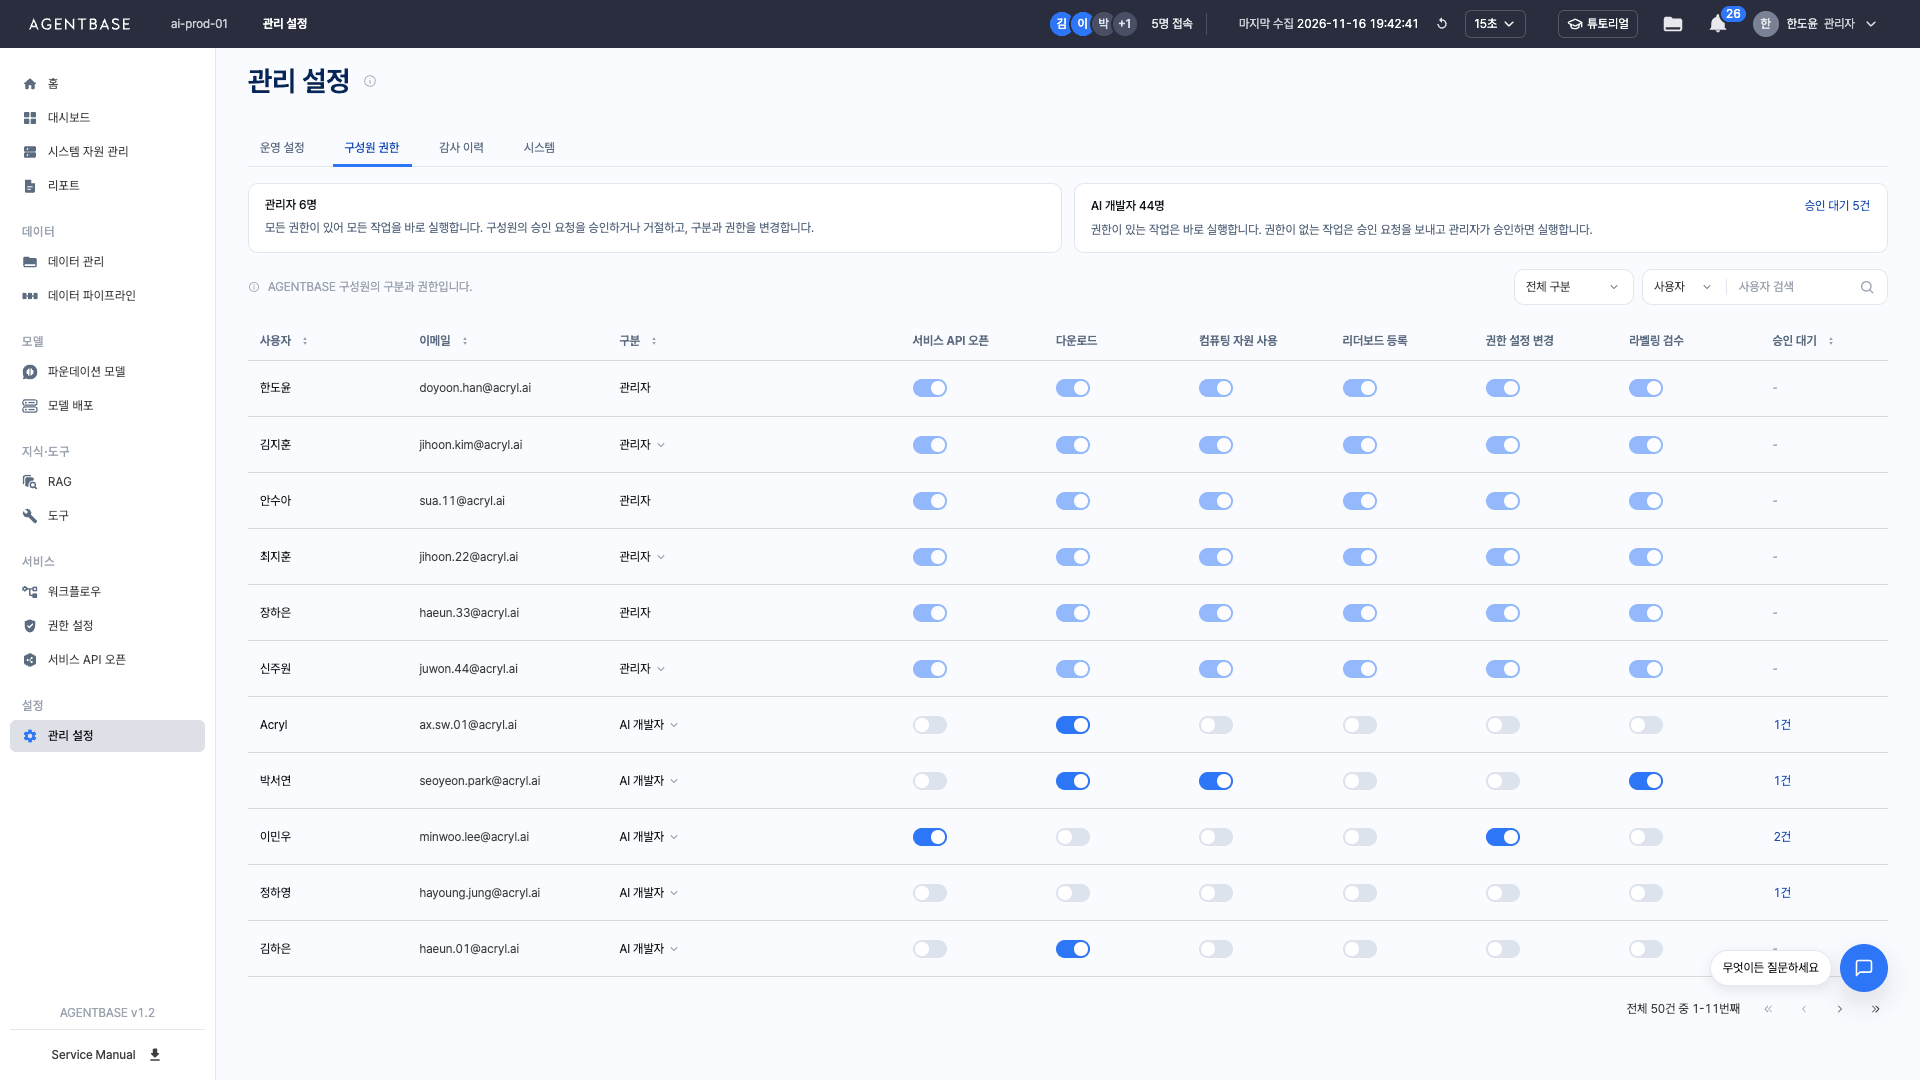 AGENTBASE ai-prod-01 관리 설정 김 이 박 +1 5명 접속 마지막 수집 2026-11-16 19:42:41 15초 튜토리얼 26 한 한도윤 관리자
홈
대시보드
시스템 자원 관리
리포트
데이터
데이터 관리
데이터 파이프라인
모델
파운데이션 모델
모델 배포
지식·도구
RAG
도구
서비스
워크플로우
권한 설정
서비스 API 오픈
설정
관리 설정
AGENTBASE v1.2
Service Manual
관리 설정
운영 설정 구성원 권한 감사 이력 시스템
관리자 6명
모든 권한이 있어 모든 작업을 바로 실행합니다. 구성원의 승인 요청을 승인하거나 거절하고, 구분과 권한을 변경합니다.
AI 개발자 44명 승인 대기 5건
권한이 있는 작업은 바로 실행합니다. 권한이 없는 작업은 승인 요청을 보내고 관리자가 승인하면 실행합니다.
AGENTBASE 구성원의 구분과 권한입니다. 전체 구분 사용자 사용자 검색
사용자 이메일 구분 서비스 API 오픈 다운로드 컴퓨팅 자원 사용 리더보드 등록 권한 설정 변경 라벨링 검수 승인 대기
한도윤 doyoon.han@acryl.ai 관리자 -
김지훈 jihoon.kim@acryl.ai 관리자 -
안수아 sua.11@acryl.ai 관리자 -
최지훈 jihoon.22@acryl.ai 관리자 -
장하은 haeun.33@acryl.ai 관리자 -
신주원 juwon.44@acryl.ai 관리자 -
Acryl ax.sw.01@acryl.ai AI 개발자 1건
박서연 seoyeon.park@acryl.ai AI 개발자 1건
이민우 minwoo.lee@acryl.ai AI 개발자 2건
정하영 hayoung.jung@acryl.ai AI 개발자 1건
김하은 haeun.01@acryl.ai AI 개발자 -
무엇이든 질문하세요
전체 50건 중 1-11번째